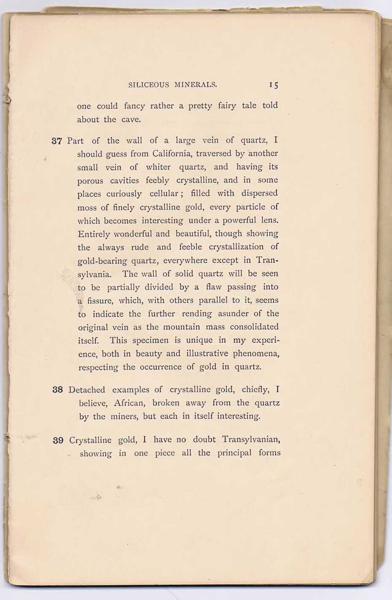 SILICEOUS MINERALS. 15
one could fancy rather a pretty fairy tale told
about the cave.
37 Part of the wall of a large vein of quartz, I
should guess from California, traversed by another
small vein of whiter quartz, and having its
porous cavities feebly crystalline, and in some
places curiously cellular; filled with dispersed
moss of finely crystalline gold, every particle of
which becomes interesting under a powerful lens.
Entirely wonderful and beautiful, though showing
the always rude and feeble crystallization of
gold-bearing quartz, everywhere except in Tran-
sylvania. The wall of solid quartz will be seen
to be partially divided by a flaw passing into
a fissure, which, with others parallel to it, seems
to indicate the further rending asunder of the
original vein as the mountain mass consolidated
itself. This specimen is unique in my experi-
ence, both in beauty and illustrative phenomena,
respecting the occurrence of gold in quartz.
38 Detached examples of crystalline gold, chiefly, I
believe, African, broken away from the quartz
by the miners, but each in itself interesting.
39 Crystalline gold, I have no doubt Transylvanian,
showing in one piece all the principal forms